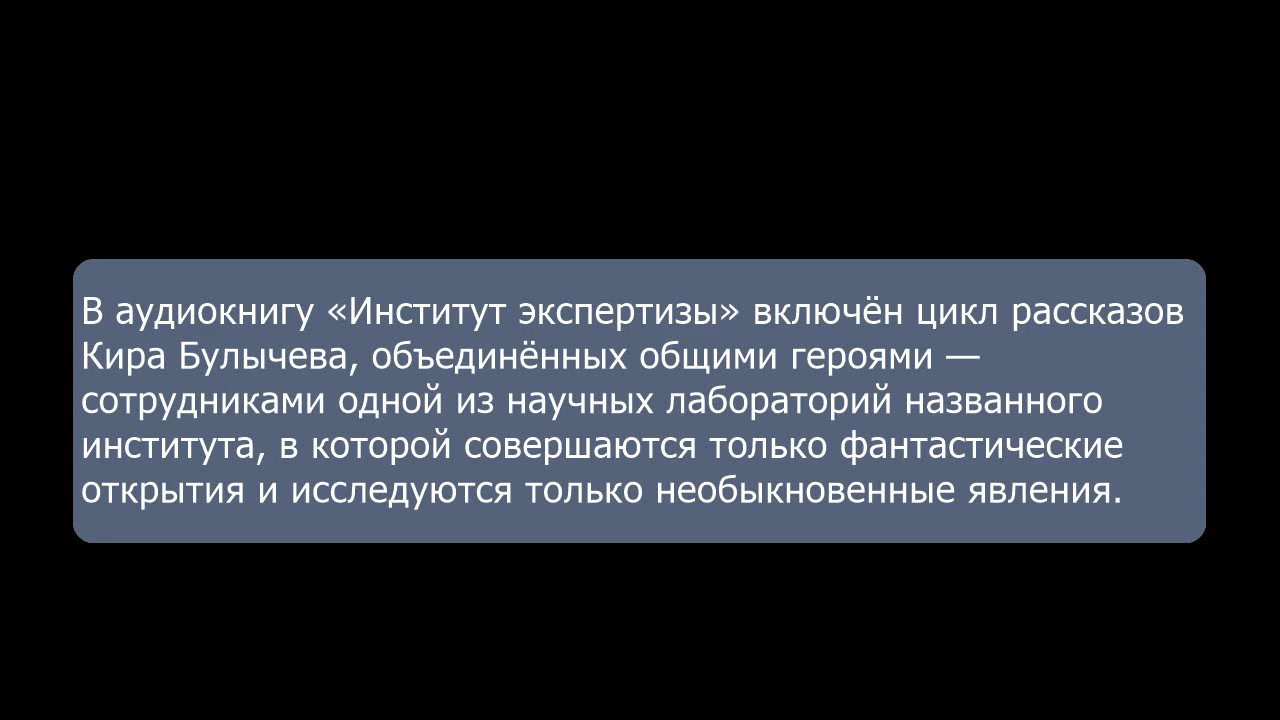 В аудиокнигу «Институт экспертизы» включён цикл рассказов
Кира Булычева, объединённых общими героями —
сотрудниками одной из научных лабораторий названного
института, в которой совершаются только фантастические
открытия и исследуются только необыкновенные явления.